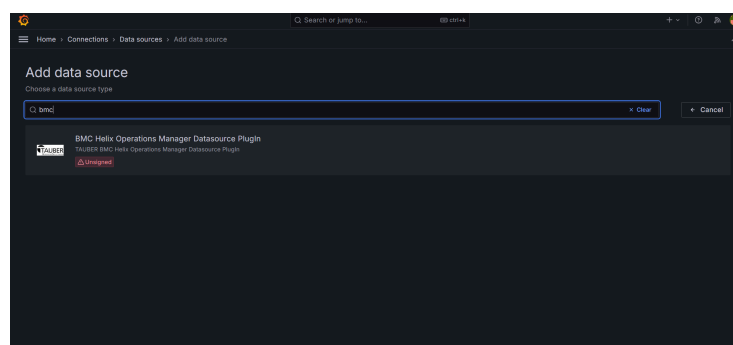 Search or jump to...
ctrl+k
Home › Connections › Data sources › Add data source
Add data source
Choose a data source type
bmc
Clear
Cancel
BMC Helix Operations Manager Datasource PlugIn
TAUBER BMC Helix Operations Manager Datasource PlugIn
TAUBER
Unsigned